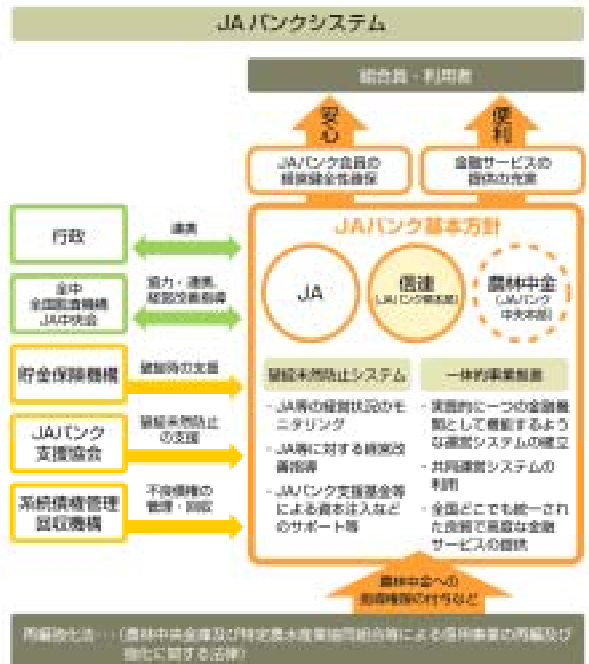 JAバンクシステム
組合員・利用者
安心
便利
JAバンク会員の
経営健全性確保
金融サービスの
提供の充実
行政
連携
全中
全国監査機構
JA中央会
協力・連携、
経営改善指導
貯金保険機構
破綻時の支援
JAバンク
支援協会
破綻未然防止
の支援
系統債権管理
回収機構
不良債権の
管理・回収
JAバンク基本方針
JA
信連
(JAバンク県本部)
農林中金
(JAバンク
中央本部)
破綻未然防止システム
・JA等の経営状況のモ
ニタリング
・JA等に対する経営改
善指導
・JAバンク支援基金等
による資本注入など
のサポート等
一体的事業推進
・実質的に一つの金融機
関として機能するよう
な運営システムの確立
・共同運営システムの
利用
・全国どこでも統一され
た良質で高度な金融
サービスの提供
農林中金への
指導権限の付与など
再編強化法…(農林中央金庫及び特定農水産業協同組合等による信用事業の再編及び
強化に関する法律)